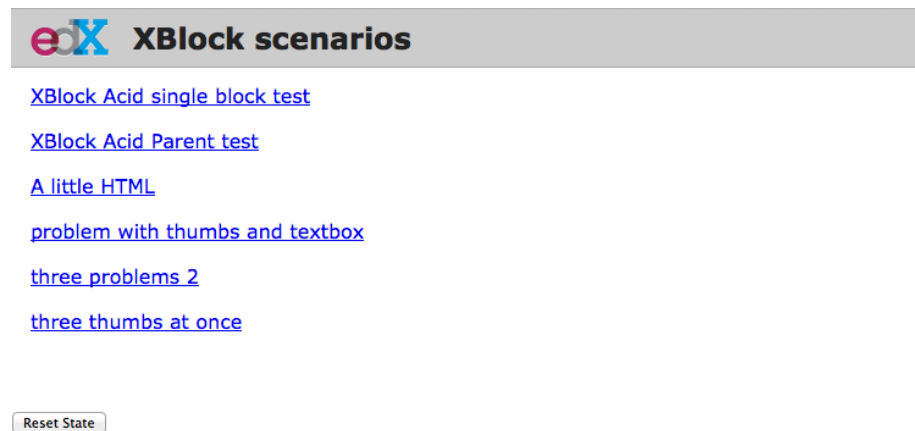 edX XBlock scenarios
XBlock Acid single block test
XBlock Acid Parent test
A little HTML
problem with thumbs and textbox
three problems 2
three thumbs at once
Reset State